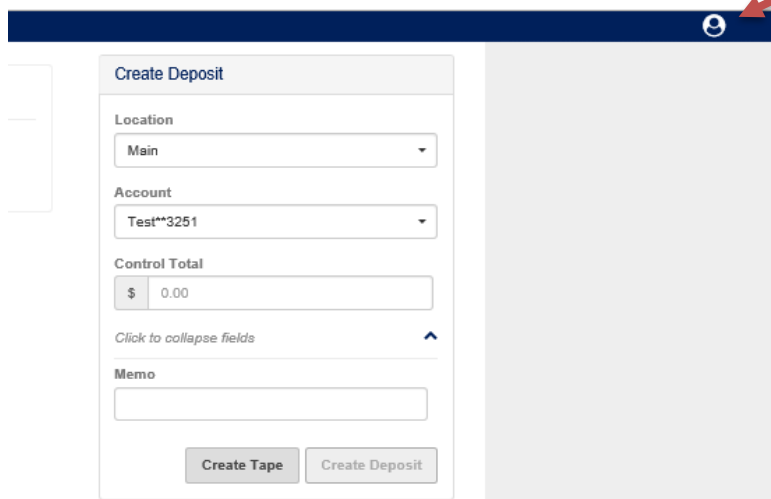 Create Deposit
Location
Main
Account
Test**3251
Control Total
$ 0.00
Click to collapse fields
Memo
Create Tape Create Deposit